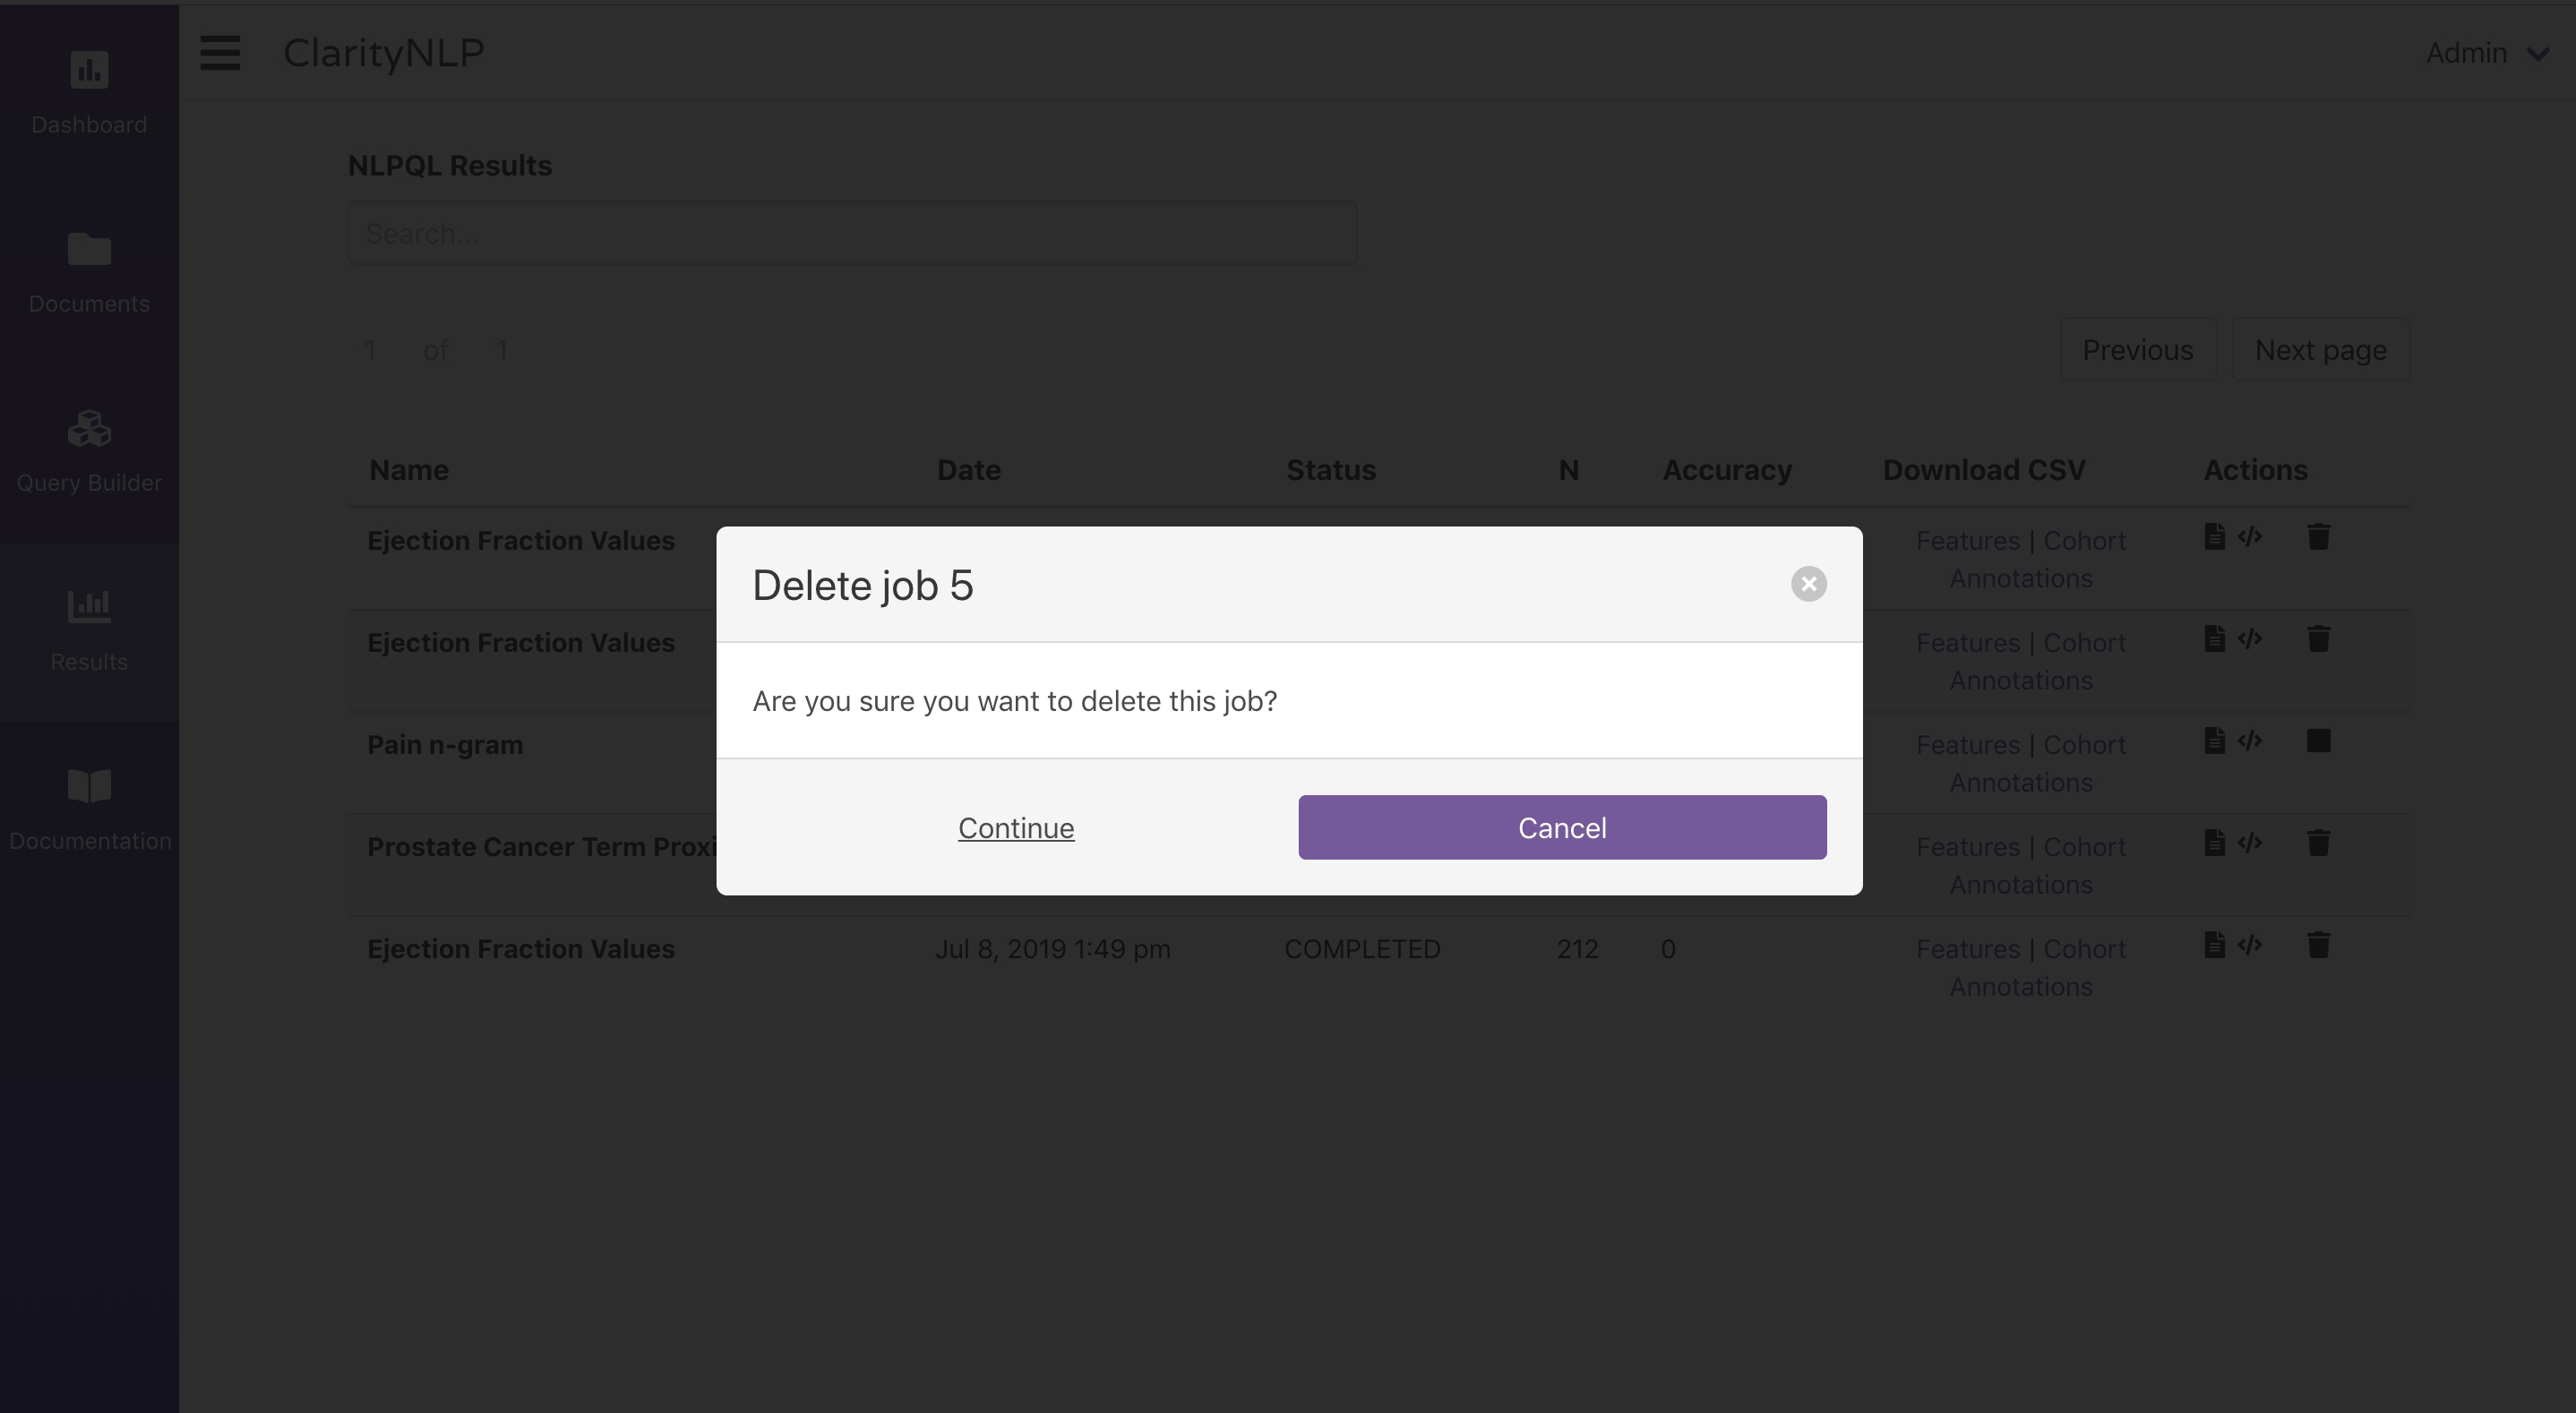 ClarityNLP
Admin
Dashboard
Documents
Query Builder
Results
Documentation
NLPQL Results
Search...
1 of 1
Previous Next page
Name Date Status N Accuracy Download CSV Actions
Ejection Fraction Values Features | Cohort
Annotations
Ejection Fraction Values Features | Cohort
Annotations
Pain n-gram Features | Cohort
Annotations
Prostate Cancer Term Proxi Features | Cohort
Annotations
Ejection Fraction Values Jul 8, 2019 1:49 pm COMPLETED 212 0 Features | Cohort
Annotations
Delete job 5
Are you sure you want to delete this job?
Continue Cancel